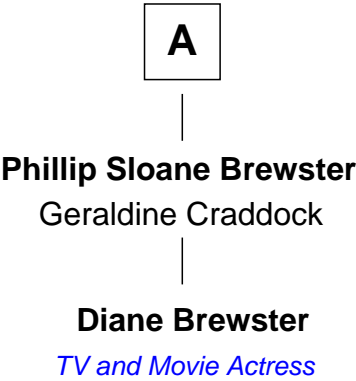 A
Phillip Sloane Brewster
Geraldine Craddock
Diane Brewster
TV and Movie Actress